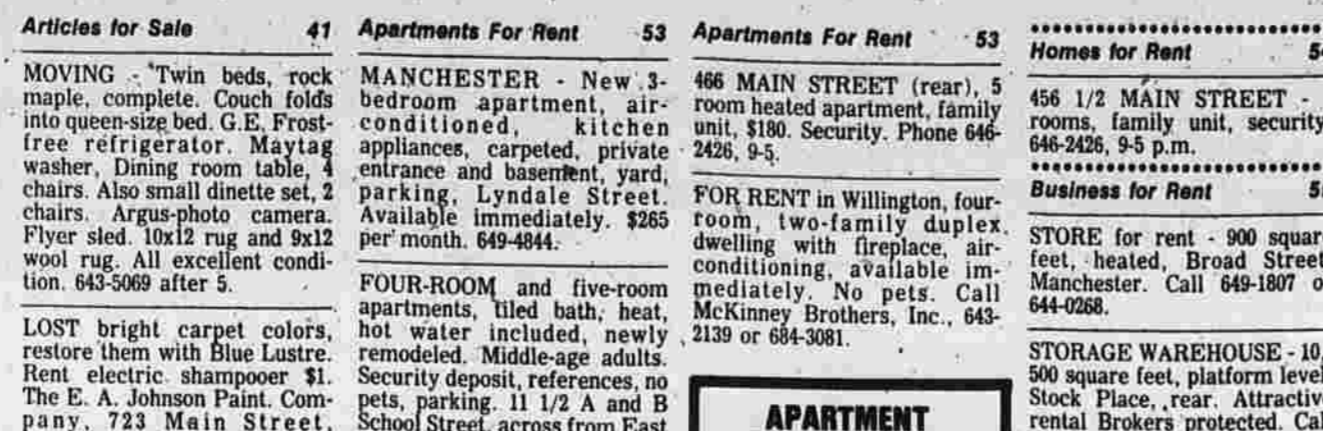 Articles for Sale 41
MOVING - Twin beds, rock
maple, complete. Couch folds
into queen-size bed. G.E. Frost-
free refrigerator. Maytag
washer, Dining room table, 4
chairs. Also small dinette set, 2
chairs. Argus-photo camera.
Flyer sled. 10x12 rug and 9x12
wool rug. All excellent condi-
tion. 643-5069 after 5.
LOST bright carpet colors,
restore them with Blue Lustre.
Rent electric shampooer $1.
The E. A. Johnson Paint. Com-
pany, 723 Main Street,
Apartments For Rent 53
MANCHESTER - New 3-
bedroom apartment, air-
conditioned, kitchen
appliances, carpeted, private
entrance and basement, yard,
parking, Lyndale Street.
Available immediately. $265
per month. 649-4844.
FOUR-ROOM and five-room
apartments, tiled bath, heat,
hot water included, newly
remodeled. Middle-age adults.
Security deposit, references, no
pets, parking. 11 1/2 A and B
School Street, across from East
Apartments For Rent 53
466 MAIN STREET (rear), 5
room heated apartment, family
unit, $180. Security. Phone 646-
2426, 9-5.
FOR RENT in Willington, four-
room, two-family duplex
dwelling with fireplace, air-
conditioning, available im-
mediately. No pets. Call
McKinney Brothers, Inc., 643-
2139 or 684-3081.
APARTMENT
Homes for Rent
456 1/2 MAIN STREET -
rooms, family unit, security
646-2426, 9-5 p.m.
Business for Rent
STORE for rent - 900 squar
feet, heated, Broad Street
Manchester. Call 649-1807 o
644-0268.
STORAGE WAREHOUSE - 10,
500 square feet, platform level
Stock Place, rear. Attractive
rental Brokers protected. Cal